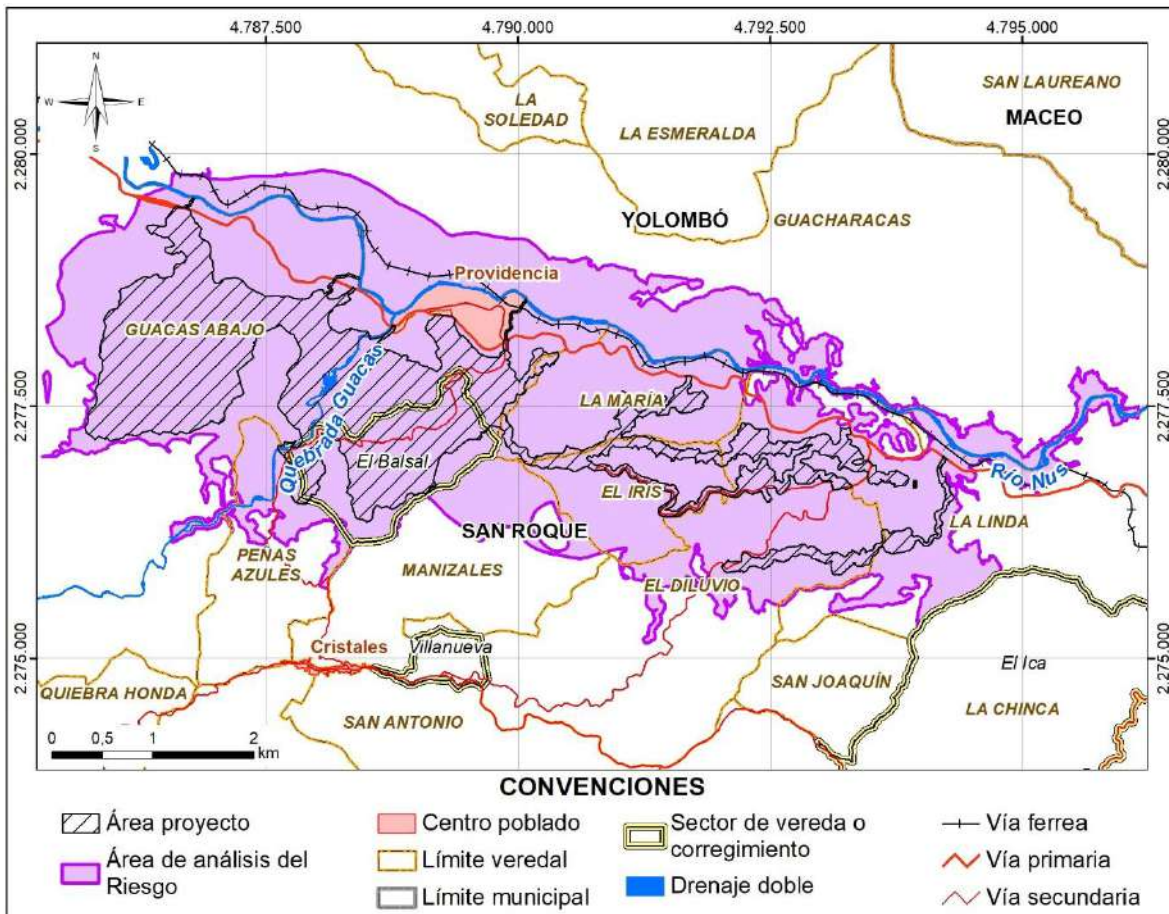 4.787.500
4.790.000
4.792.500
4.795.000
N
W
E
S
2.280.000
2.280.000
SAN LAUREANO
MACEO
LA
SOLEDAD
LA ESMERALDA
YOLOMBÓ
GUACHARACAS
Providencia
GUACAS ABAJO
Quebrada Guacas
LA MARÍA
2.277.500
2.277.500
El Balsal
EL IRIS
Río Nus
SAN ROQUE
LA LINDA
PEÑAS
AZULES
MANIZALES
EL DILUVIO
2.275.000
2.275.000
Cristales
Villanueva
El Ica
QUIEBRA HONDA
SAN JOAQUÍN
SAN ANTONIO
LA CHINCA
0 0,5 1 2
km
CONVENCIONES
Área proyecto
Área de análisis del
Riesgo
Centro poblado
Límite veredal
Límite municipal
Sector de vereda o
corregimiento
Drenaje doble
Vía ferrea
Vía primaria
Vía secundaria